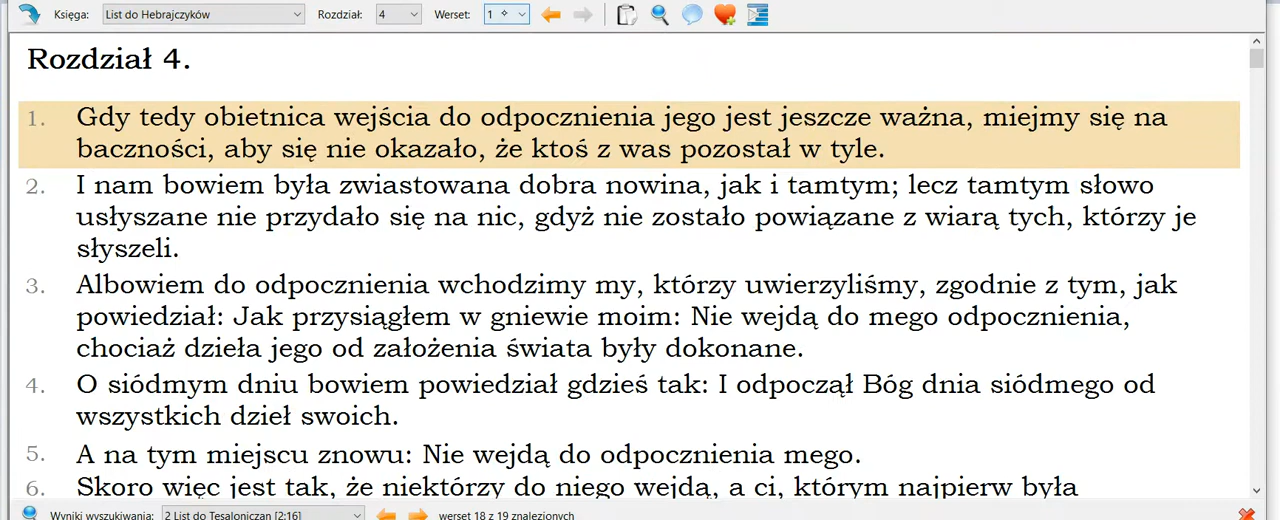 Księga: List do Hebrajczyków Rozdział: 4 Werset: 1
Rozdział 4.
1. Gdy tedy obietnica wejścia do odpocznienia jego jest jeszcze ważna, miejmy się na
baczności, aby się nie okazało, że ktoś z was pozostał w tyle.
2. I nam bowiem była zwiastowana dobra nowina, jak i tamtym; lecz tamtym słowo
usłyszane nie przydało się na nic, gdyż nie zostało powiązane z wiarą tych, którzy je
słyszeli.
3. Albowiem do odpocznienia wchodzimy my, którzy uwierzyliśmy, zgodnie z tym, jak
powiedział: Jak przysiągłem w gniewie moim: Nie wejdą do mego odpocznienia,
chociaż dzieła jego od założenia świata były dokonane.
4. O siódmym dniu bowiem powiedział gdzieś tak: I odpoczął Bóg dnia siódmego od
wszystkich dzieł swoich.
5. A na tym miejscu znowu: Nie wejdą do odpocznienia mego.
6. Skoro więc jest tak, że niektórzy do niego wejdą, a ci, którym najpierw była
Wyniki wyszukiwania: 2 List do Tesaloniczan [2:16] werset 18 z 19 znalezionych